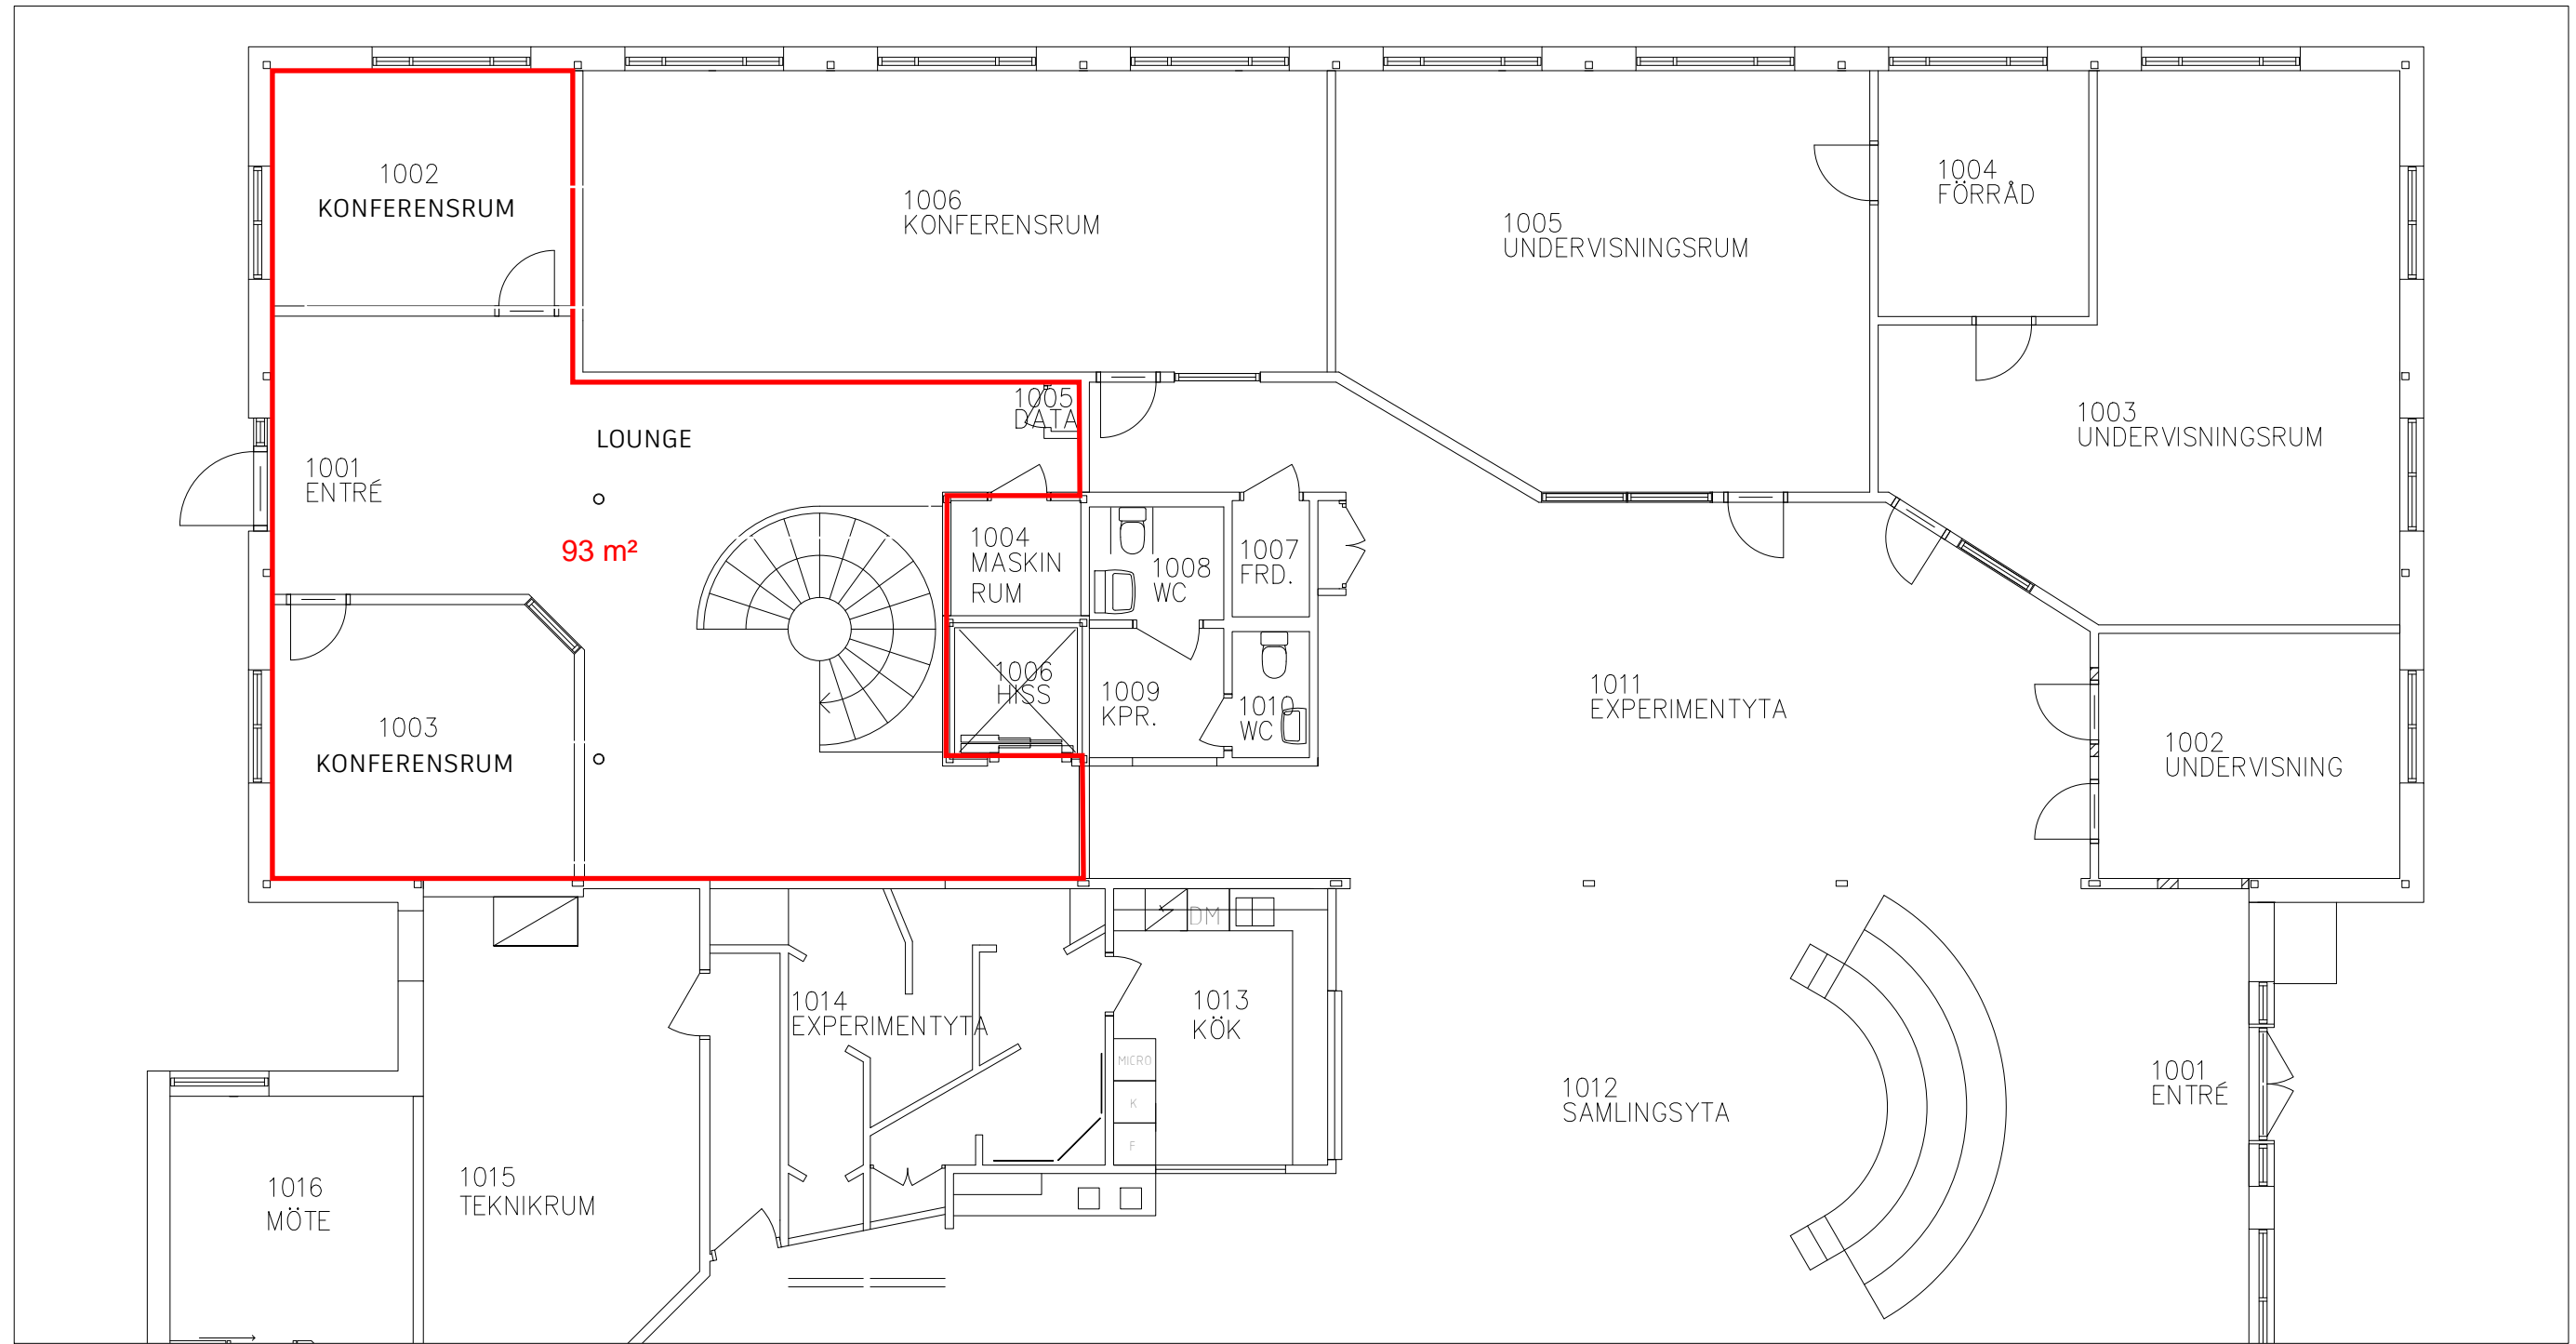 1002
KONFERENSRUM
1006
KONFERENSRUM
1005
UNDERVISNINGSRUM
1004
FÖRRÅD
1003
UNDERVISNINGSRUM
1005
DATA
LOUNGE
1001
ENTRÉ
93 m²
1004
MASKIN
RUM
1008
WC
1007
FRD.
1006
HISS
1009
KPR.
1010
WC
1011
EXPERIMENTYTA
1003
KONFERENSRUM
1002
UNDERVISNING
DM
1014
EXPERIMENTYTA
1013
KÖK
MICRO
K
F
1012
SAMLINGSYTA
1001
ENTRÉ
1016
MÖTE
1015
TEKNIKRUM